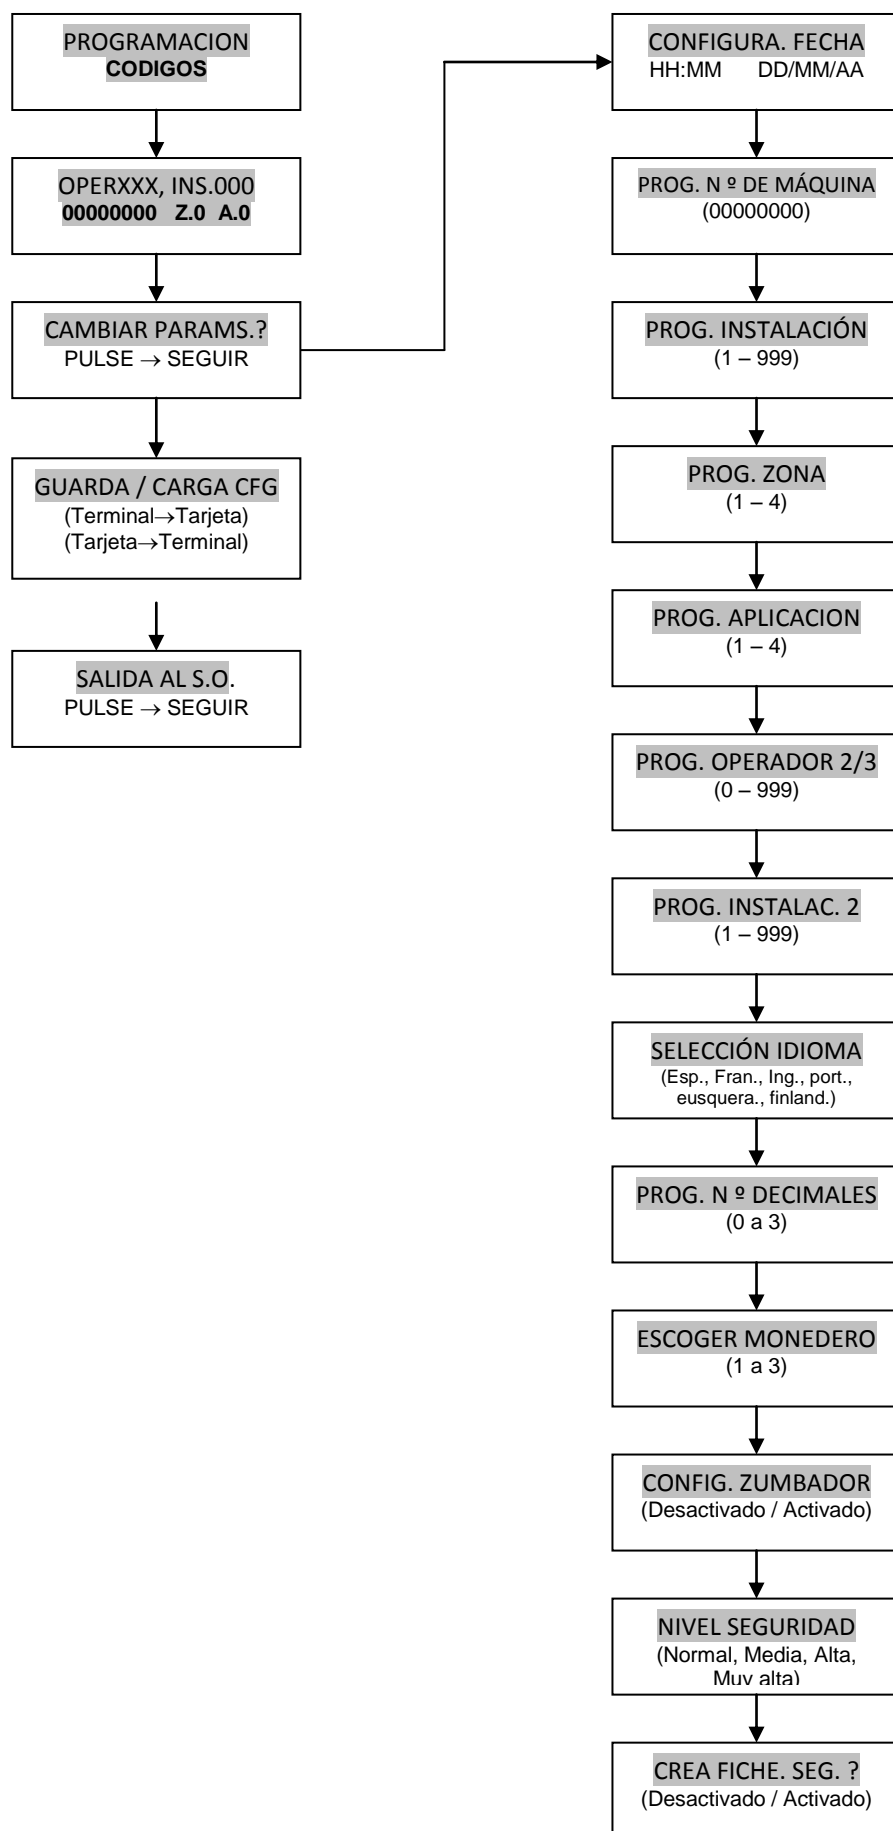 PROGRAMACION
CODIGOS
OPERXXX, INS.000
00000000 Z.0 A.0
CAMBIAR PARAMS.?
PULSE → SEGUIR
GUARDA / CARGA CFG
(Terminal→Tarjeta)
(Tarjeta→Terminal)
SALIDA AL S.O.
PULSE → SEGUIR
CONFIGURA. FECHA
HH:MM DD/MM/AA
PROG. N º DE MÁQUINA
(00000000)
PROG. INSTALACIÓN
(1 – 999)
PROG. ZONA
(1 – 4)
PROG. APLICACION
(1 – 4)
PROG. OPERADOR 2/3
(0 – 999)
PROG. INSTALAC. 2
(1 – 999)
SELECCIÓN IDIOMA
(Esp., Fran., Ing., port.,
eusquera., finland.)
PROG. N º DECIMALES
(0 a 3)
ESCOGER MONEDERO
(1 a 3)
CONFIG. ZUMBADOR
(Desactivado / Activado)
NIVEL SEGURIDAD
(Normal, Media, Alta,
Muy alta)
CREA FICHE. SEG. ?
(Desactivado / Activado)